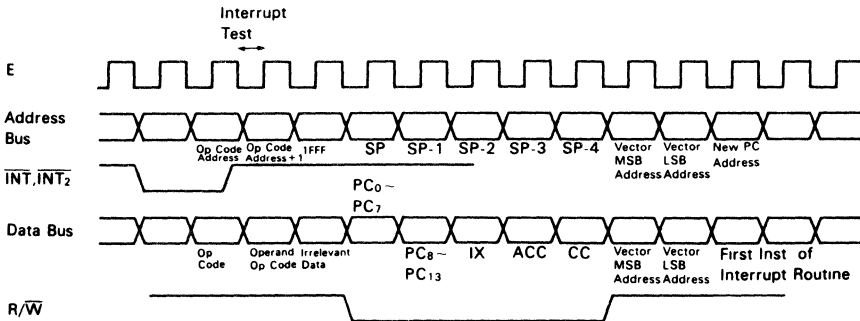 Interrupt
Test
E
Address
Bus
Op Code
Address
Op Code
Address+1
1FFF
SP
SP-1
SP-2
SP-3
SP-4
Vector
MSB
Address
Vector
LSB
Address
New PC
Address
INT, INT₂
PC₀~
PC₇
Data Bus
Op
Code
Operand
Op Code
Irrelevant
Data
PC₈~
PC₁₃
IX
ACC
CC
Vector
MSB
Address
Vector
LSB
Address
First Inst of
Interrupt Routine
R/W